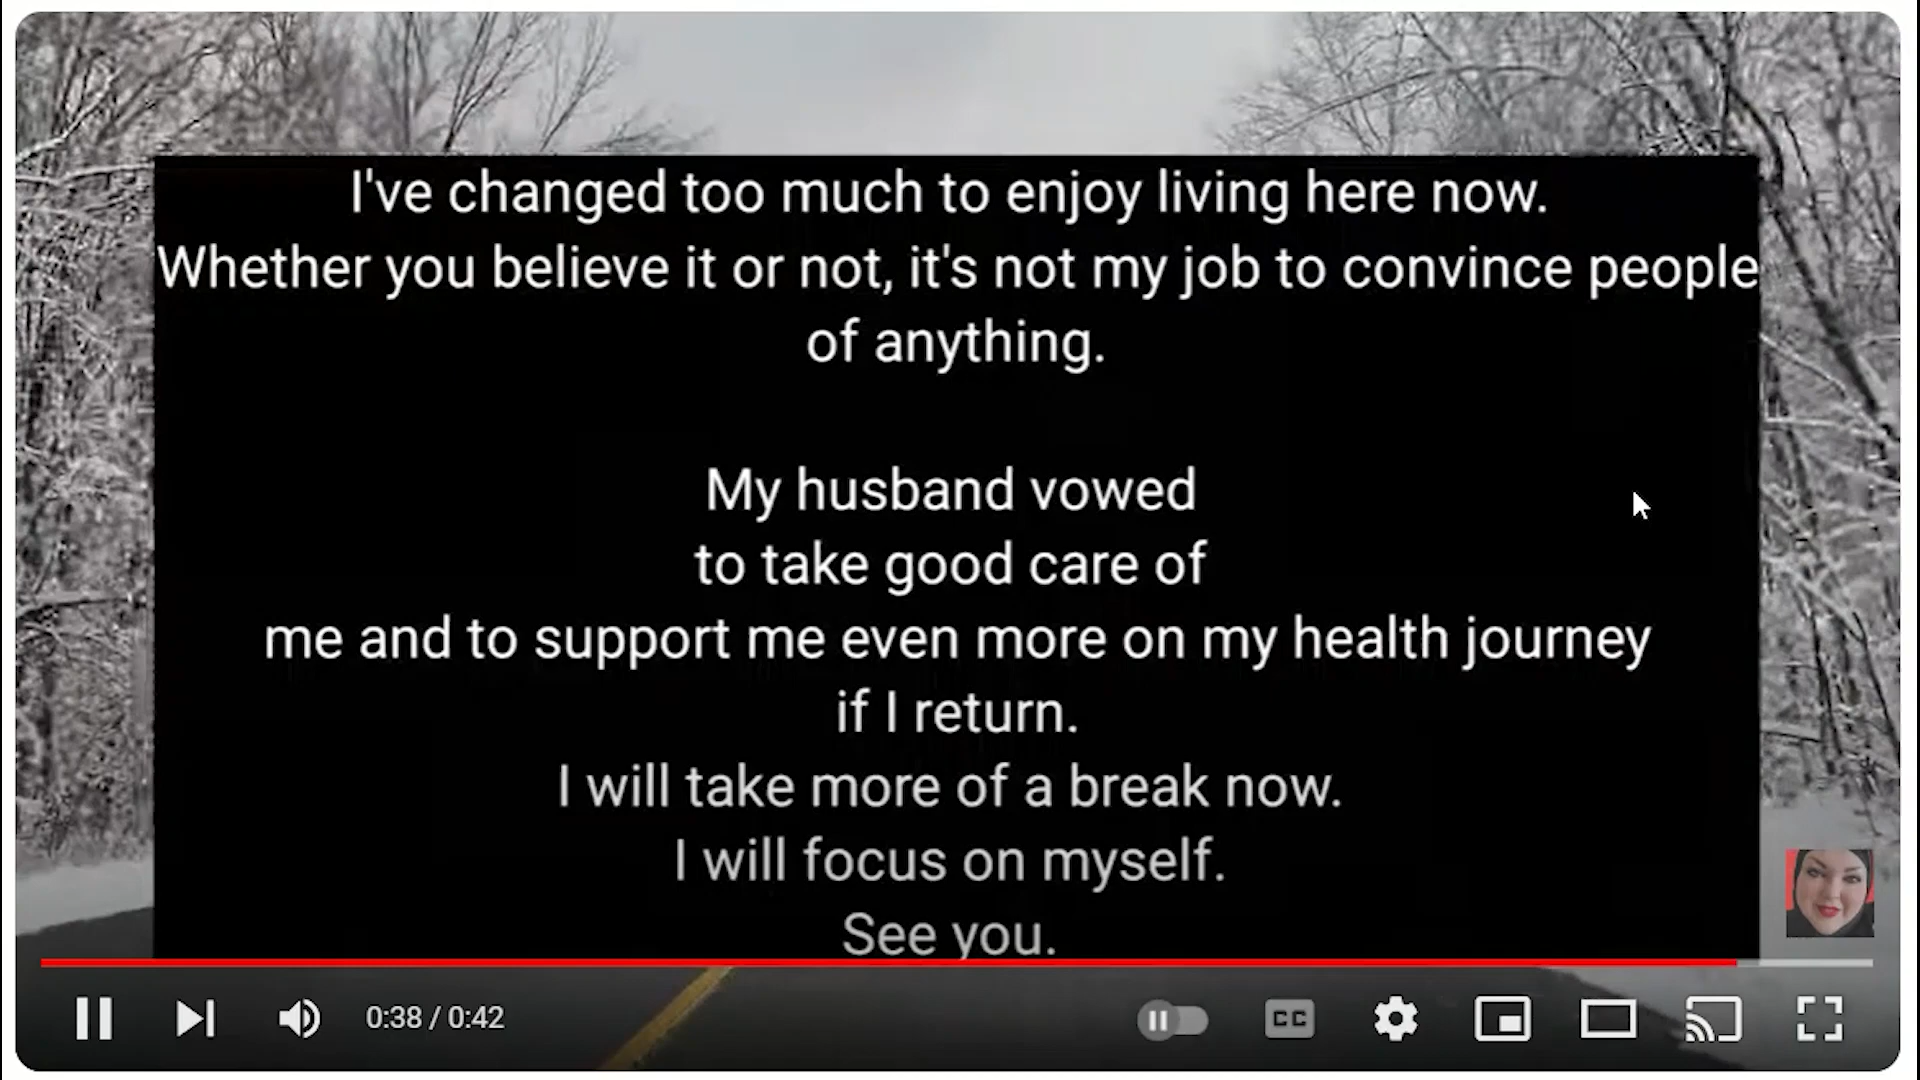 I've changed too much to enjoy living here now.
Whether you believe it or not, it's not my job to convince people
of anything.
My husband vowed
to take good care of
me and to support me even more on my health journey
if I return.
I will take more of a break now.
I will focus on myself.
See you.
0:38 / 0:42
CC